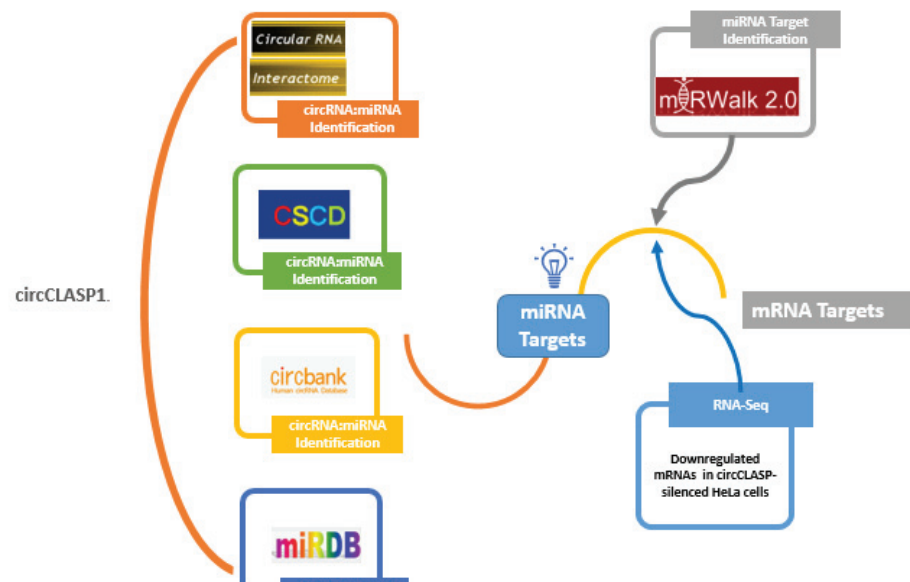 circCLASP1.
Circular RNA
Interactome
circRNA:miRNA
Identification
CSCD
circRNA:miRNA
Identification
circbank
Human circRNA Database
circRNA:miRNA
Identification
miRDB
miRNA
Targets
miRNA Target
Identification
miRWalk 2.0
mRNA Targets
RNA-Seq
Downregulated
mRNAs in circCLASP-
silenced HeLa cells